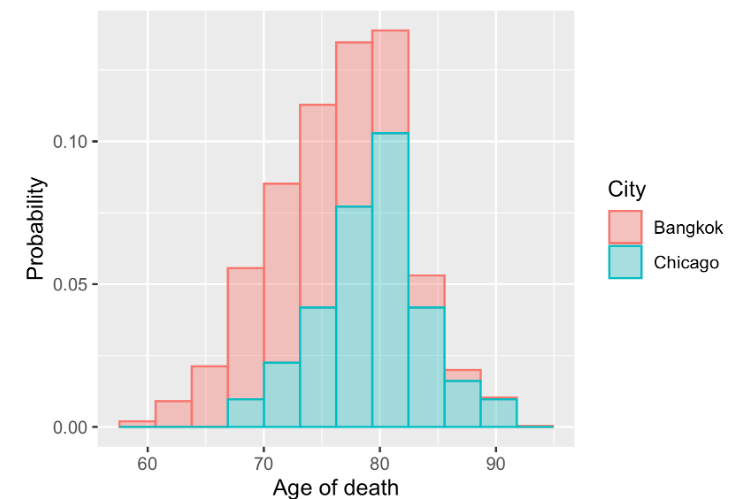 0.10
0.05
0.00
Probability
60 70 80 90
Age of death
City
Bangkok
Chicago